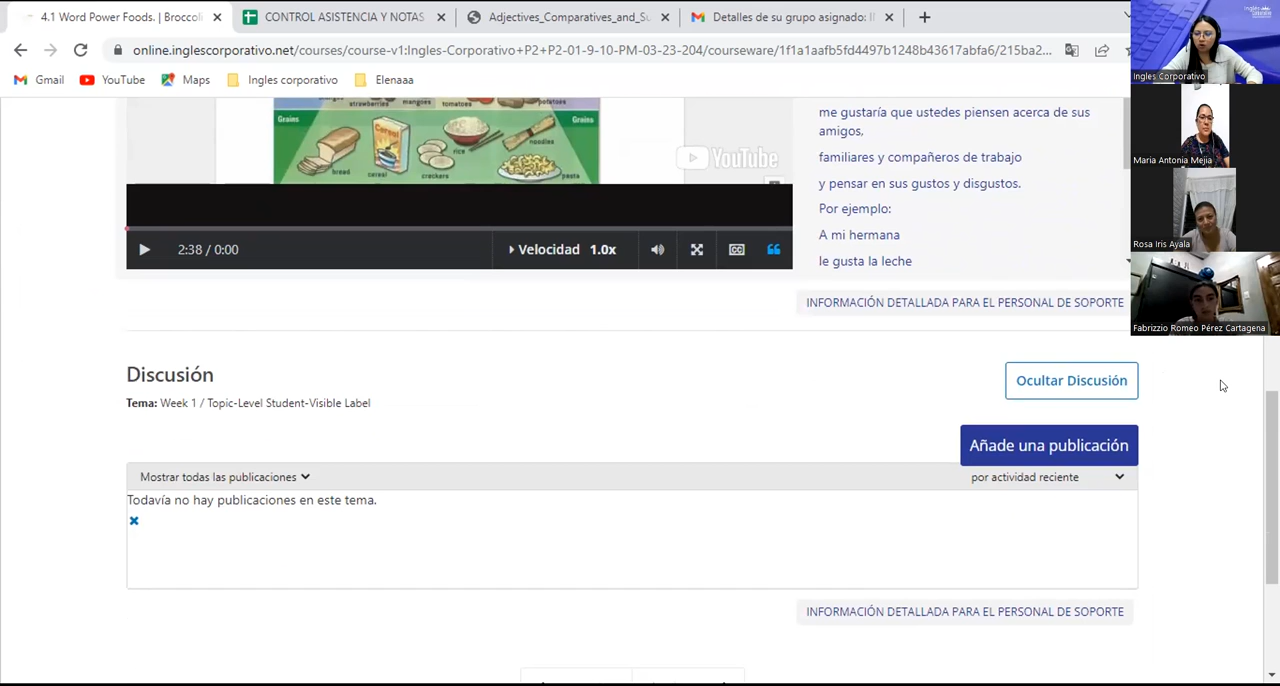 4.1 Word Power Foods. | Broccoli
CONTROL ASISTENCIA Y NOTAS
Adjectives_Comparatives_and_Su
Detalles de su grupo asignado: I
online.inglescorporativo.net/courses/course-v1:Ingles-Corporativo+P2+P2-01-9-10-PM-03-23-204/courseware/1f1a1aafb5fd4497b1248b43617abfa6/215ba2...
Gmail
YouTube
Maps
Ingles corporativo
Elenaaa
strawberries
mangoes
tomatoes
potatoes
Grains
Grains
Cereal
bread
cereal
crackers
rice
noodles
pasta
YouTube
2:38 / 0:00
Velocidad 1.0x
CC
me gustaría que ustedes piensen acerca de sus
amigos,
familiares y compañeros de trabajo
y pensar en sus gustos y disgustos.
Por ejemplo:
A mi hermana
le gusta la leche
INFORMACIÓN DETALLADA PARA EL PERSONAL DE SOPORTE
Discusión
Tema: Week 1 / Topic-Level Student-Visible Label
Ocultar Discusión
Añade una publicación
Mostrar todas las publicaciones
por actividad reciente
Todavía no hay publicaciones en este tema.
INFORMACIÓN DETALLADA PARA EL PERSONAL DE SOPORTE
Ingles Corporativo
Maria Antonia Mejia
Rosa Iris Ayala
Fabrizzio Romeo Pérez Cartagena